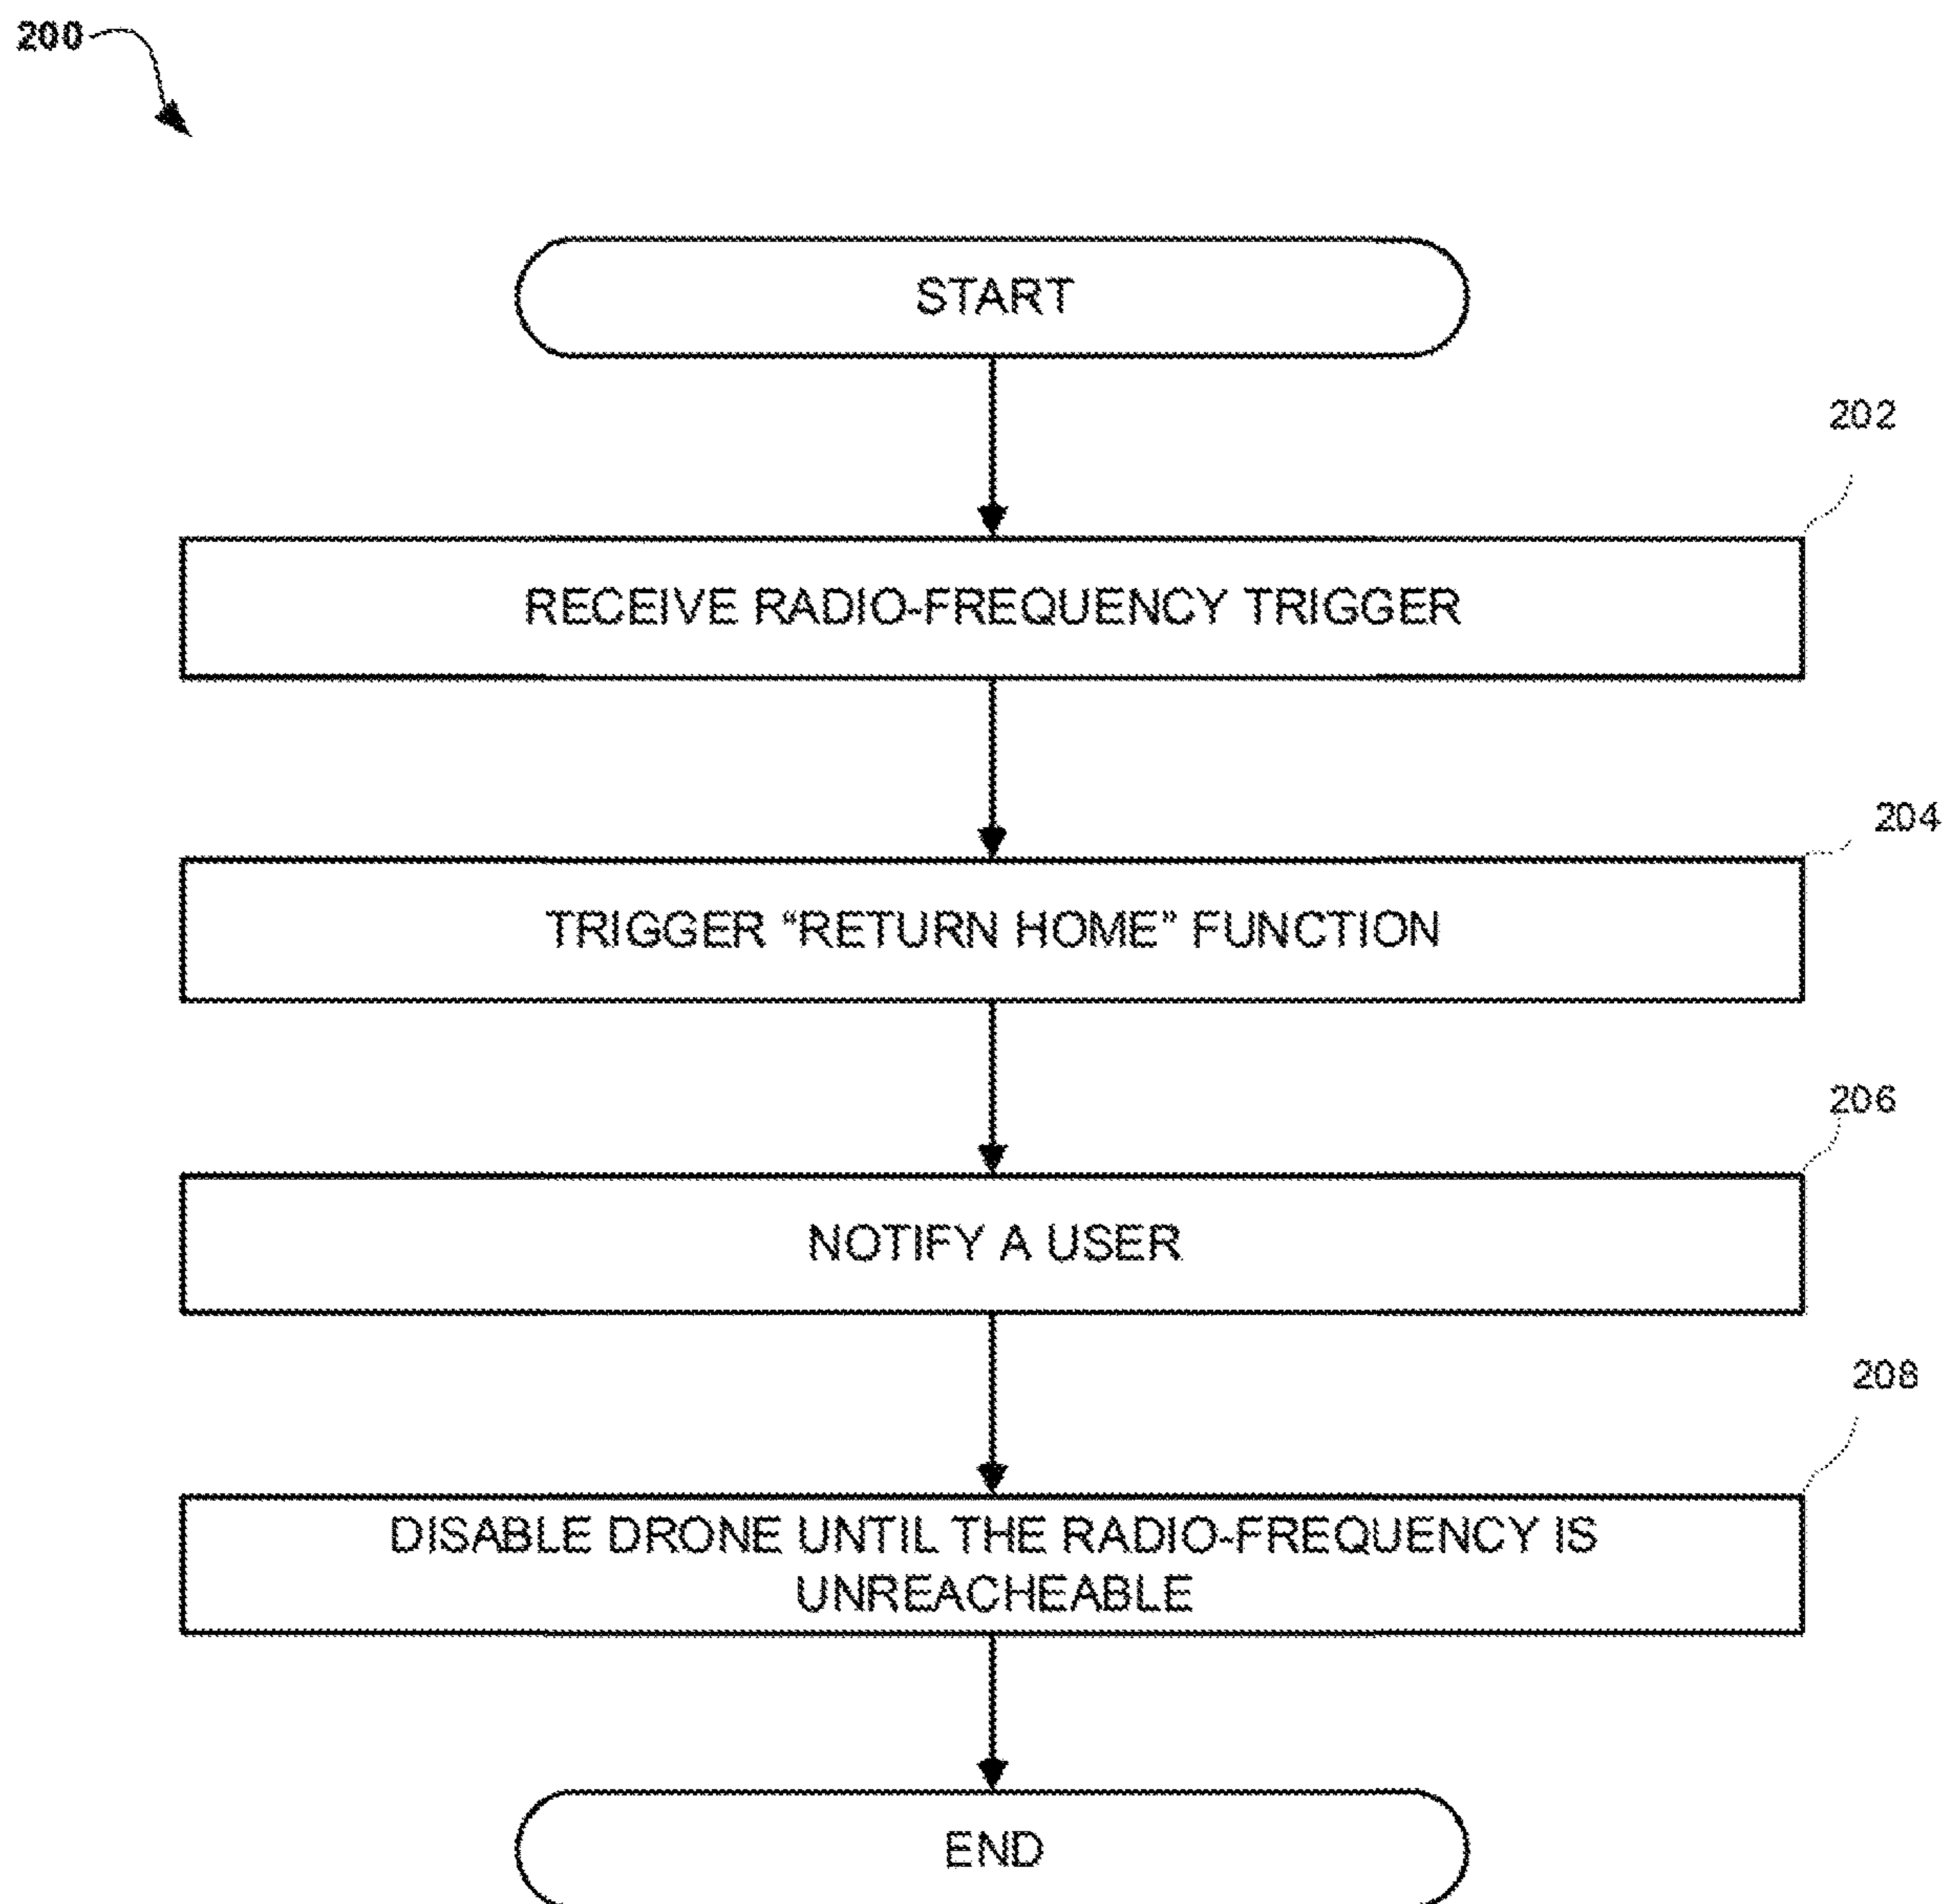 200
START
202
RECEIVE RADIO-FREQUENCY TRIGGER
204
TRIGGER “RETURN HOME” FUNCTION
206
NOTIFY A USER
208
DISABLE DRONE UNTIL THE RADIO-FREQUENCY IS
UNREACHEABLE
END